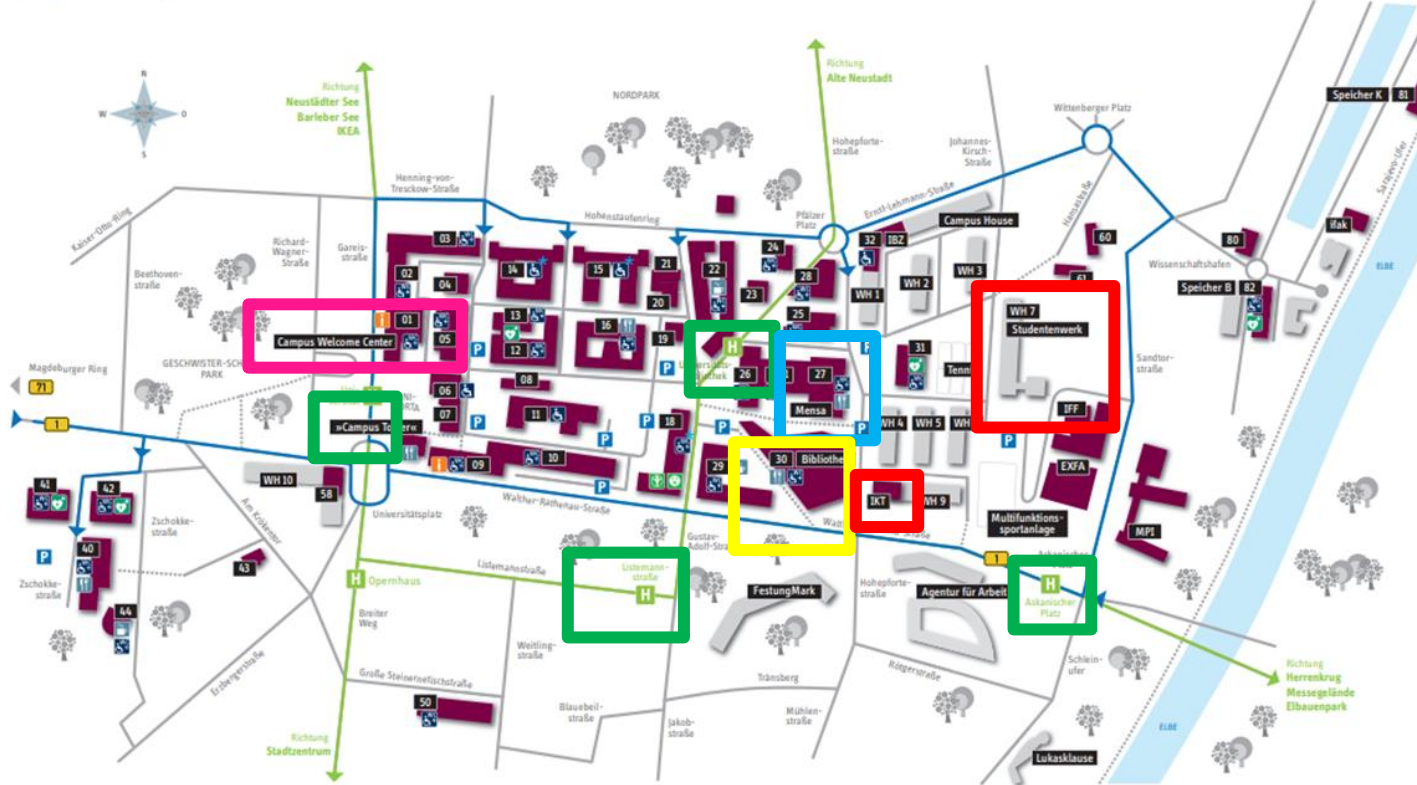 Richtung
Neustädter See
Barleber See
IKEA
Richtung
Alte Neustadt
NORDPARK
N
W
O
S
Speicher K 81
Wittenberger Platz
Hohepforte-
straße
Johannes-
Kirsch-
Straße
Sarajevo-Ufer
Henning-von-
Tresckow-Straße
Ernst-Lehmann-Straße
Hansastraße
Kaiser-Otto-Ring
Hohenstaufenring
Pfälzer
Platz
Campus House
ifak
Richard-
Wagner-
Straße
Gareis-
straße
03
24
32 IBZ
60
80
Wissenschaftshafen
ELBE
Beethoven-
straße
02
14
15
21
22
28
WH 3
61
04
20
23
WH 1
WH 2
Speicher B 82
01
13
16
25
WH 7
Studentenwerk
Campus Welcome Center
05
12
19
H
31
Magdeburger Ring
71
GESCHWISTER-SCH
PARK
P
26
27
Sandtor-
straße
06
08
Mensa
07
11
18
IFF
1
»Campus Tower«
WH 4
WH 5
WH
09
10
29
30
EXFA
WH 10
58
IKT
WH 9
41
42
Zschokke-
straße
Am Krökentor
Universitätsplatz
Walther-Rathenau-Straße
Multifunktions-
sportanlage
MPI
40
43
Zschokke-
straße
44
Listemannstraße
Listemann-
straße
H
Opernhaus
H
FestungMark
Hohepforte-
straße
Agentur für Arbeit
1
H
Askanischer
Platz
Breiter
Weg
Weitling-
straße
Erzbergerstraße
Große Steinernetischstraße
50
Tränsberg
Rötgerstraße
Schlein-
ufer
Richtung
Herrenkrug
Messegelände
Elbauenpark
Blauebeil-
straße
Jakob-
straße
Mühlen-
straße
Richtung
Stadtzentrum
ELBE
Lukasklause